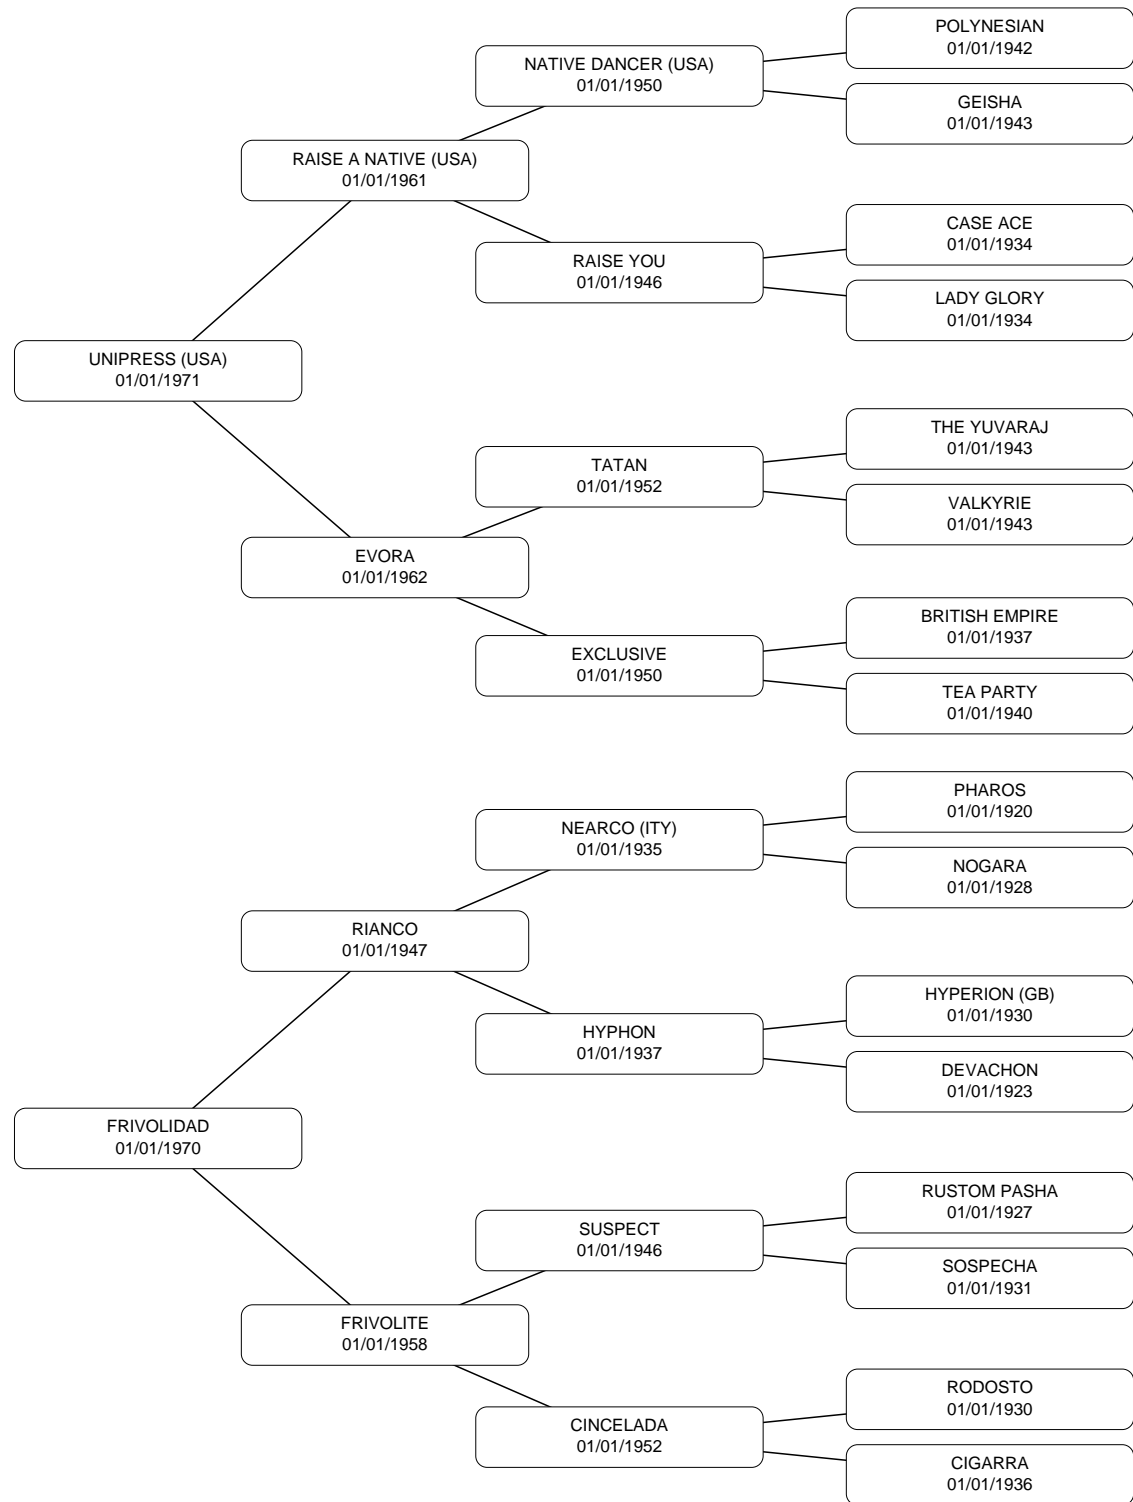 POLYNESIAN
01/01/1942
NATIVE DANCER (USA)
01/01/1950
GEISHA
01/01/1943
RAISE A NATIVE (USA)
01/01/1961
CASE ACE
01/01/1934
RAISE YOU
01/01/1946
LADY GLORY
01/01/1934
UNIPRESS (USA)
01/01/1971
THE YUVARAJ
01/01/1943
TATAN
01/01/1952
VALKYRIE
01/01/1943
EVORA
01/01/1962
BRITISH EMPIRE
01/01/1937
EXCLUSIVE
01/01/1950
TEA PARTY
01/01/1940
PHAROS
01/01/1920
NEARCO (ITY)
01/01/1935
NOGARA
01/01/1928
RIANCO
01/01/1947
HYPERION (GB)
01/01/1930
HYPHON
01/01/1937
DEVACHON
01/01/1923
FRIVOLIDAD
01/01/1970
RUSTOM PASHA
01/01/1927
SUSPECT
01/01/1946
SOSPECHA
01/01/1931
FRIVOLITE
01/01/1958
RODOSTO
01/01/1930
CINCELADA
01/01/1952
CIGARRA
01/01/1936